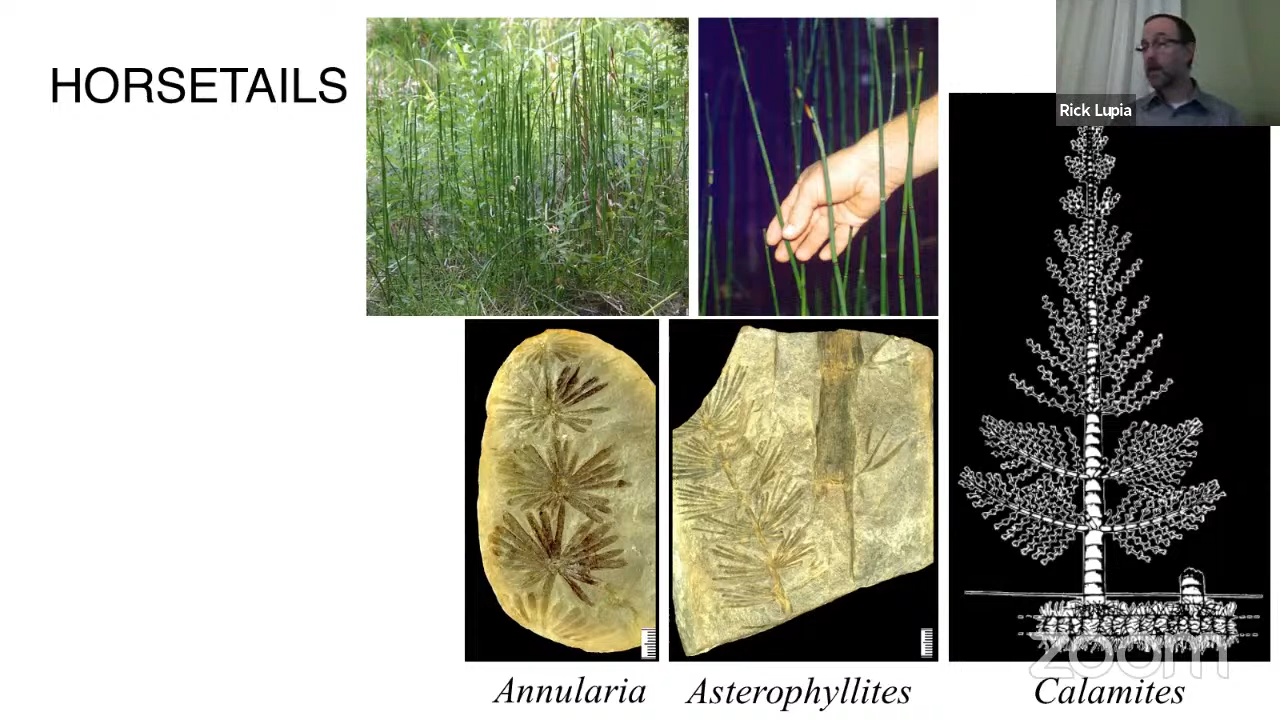 HORSETAILS
Rick Lupia
zoom
Annularia
Asterophyllites
Calamites